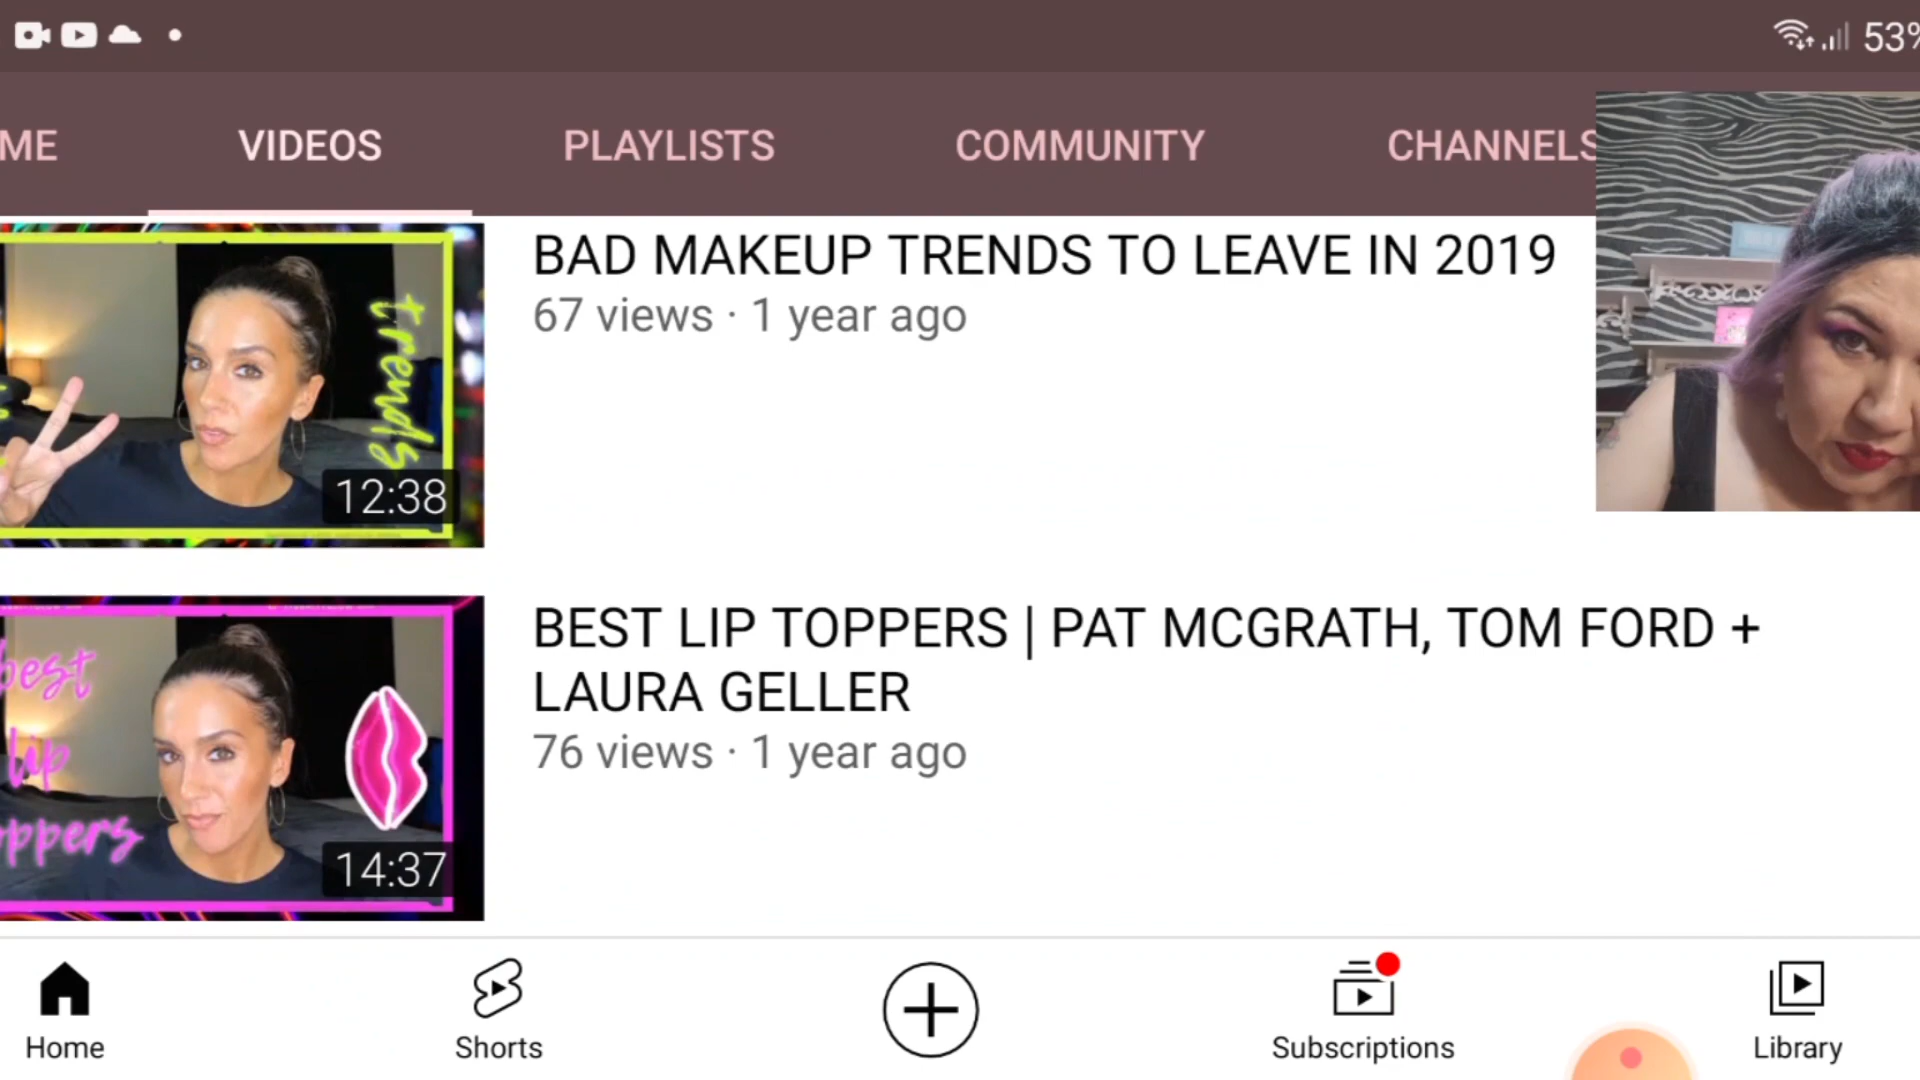 53%
ME VIDEOS PLAYLISTS COMMUNITY CHANNELS
trends
12:38
BAD MAKEUP TRENDS TO LEAVE IN 2019
67 views · 1 year ago
best
lip
oppers
14:37
BEST LIP TOPPERS | PAT MCGRATH, TOM FORD +
LAURA GELLER
76 views · 1 year ago
Home Shorts Subscriptions Library